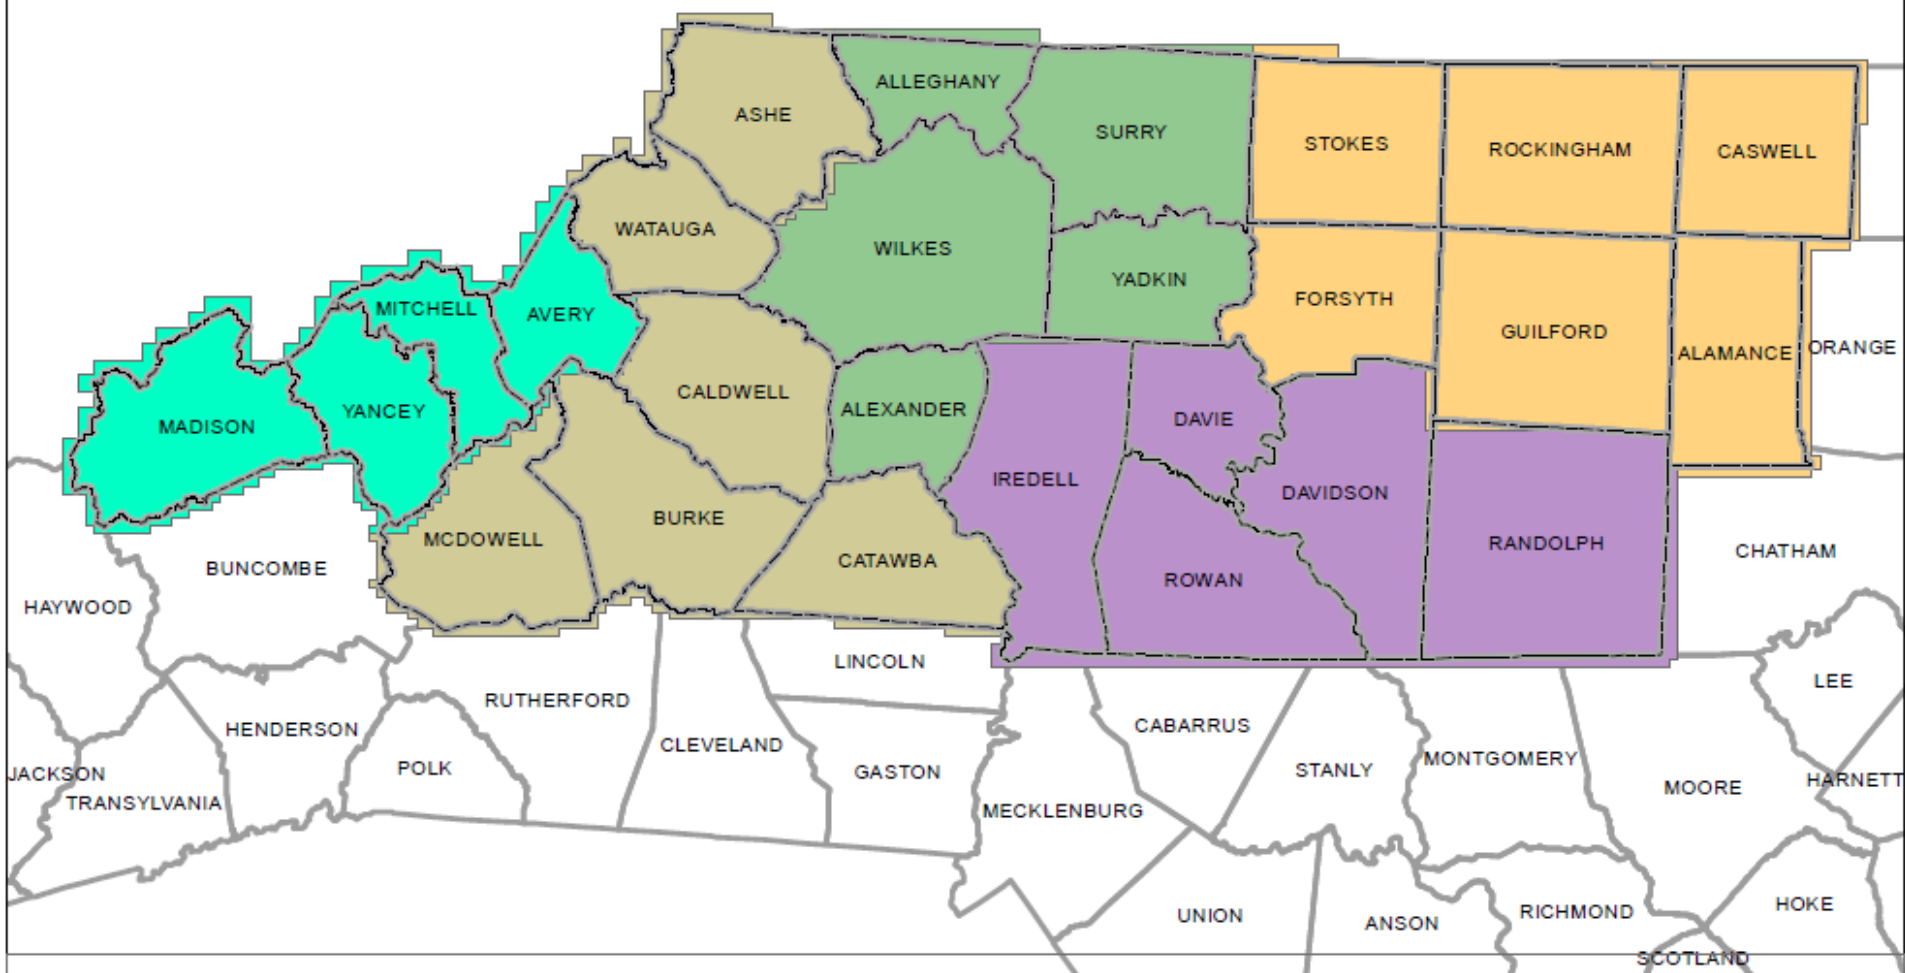 ALLEGHANY
ASHE
SURRY
STOKES
ROCKINGHAM
CASWELL
WATAUGA
WILKES
YADKIN
FORSYTH
MITCHELL
AVERY
GUILFORD
ALAMANCE
ORANGE
CALDWELL
ALEXANDER
YANCEY
MADISON
DAVIE
IREDELL
DAVIDSON
BURKE
MCDOWELL
RANDOLPH
CHATHAM
CATAWBA
BUNCOMBE
ROWAN
HAYWOOD
LINCOLN
LEE
RUTHERFORD
HENDERSON
CABARRUS
CLEVELAND
MONTGOMERY
POLK
GASTON
STANLY
JACKSON
HARNETT
MOORE
TRANSYLVANIA
MECKLENBURG
UNION
ANSON
RICHMOND
HOKE
SCOTLAND